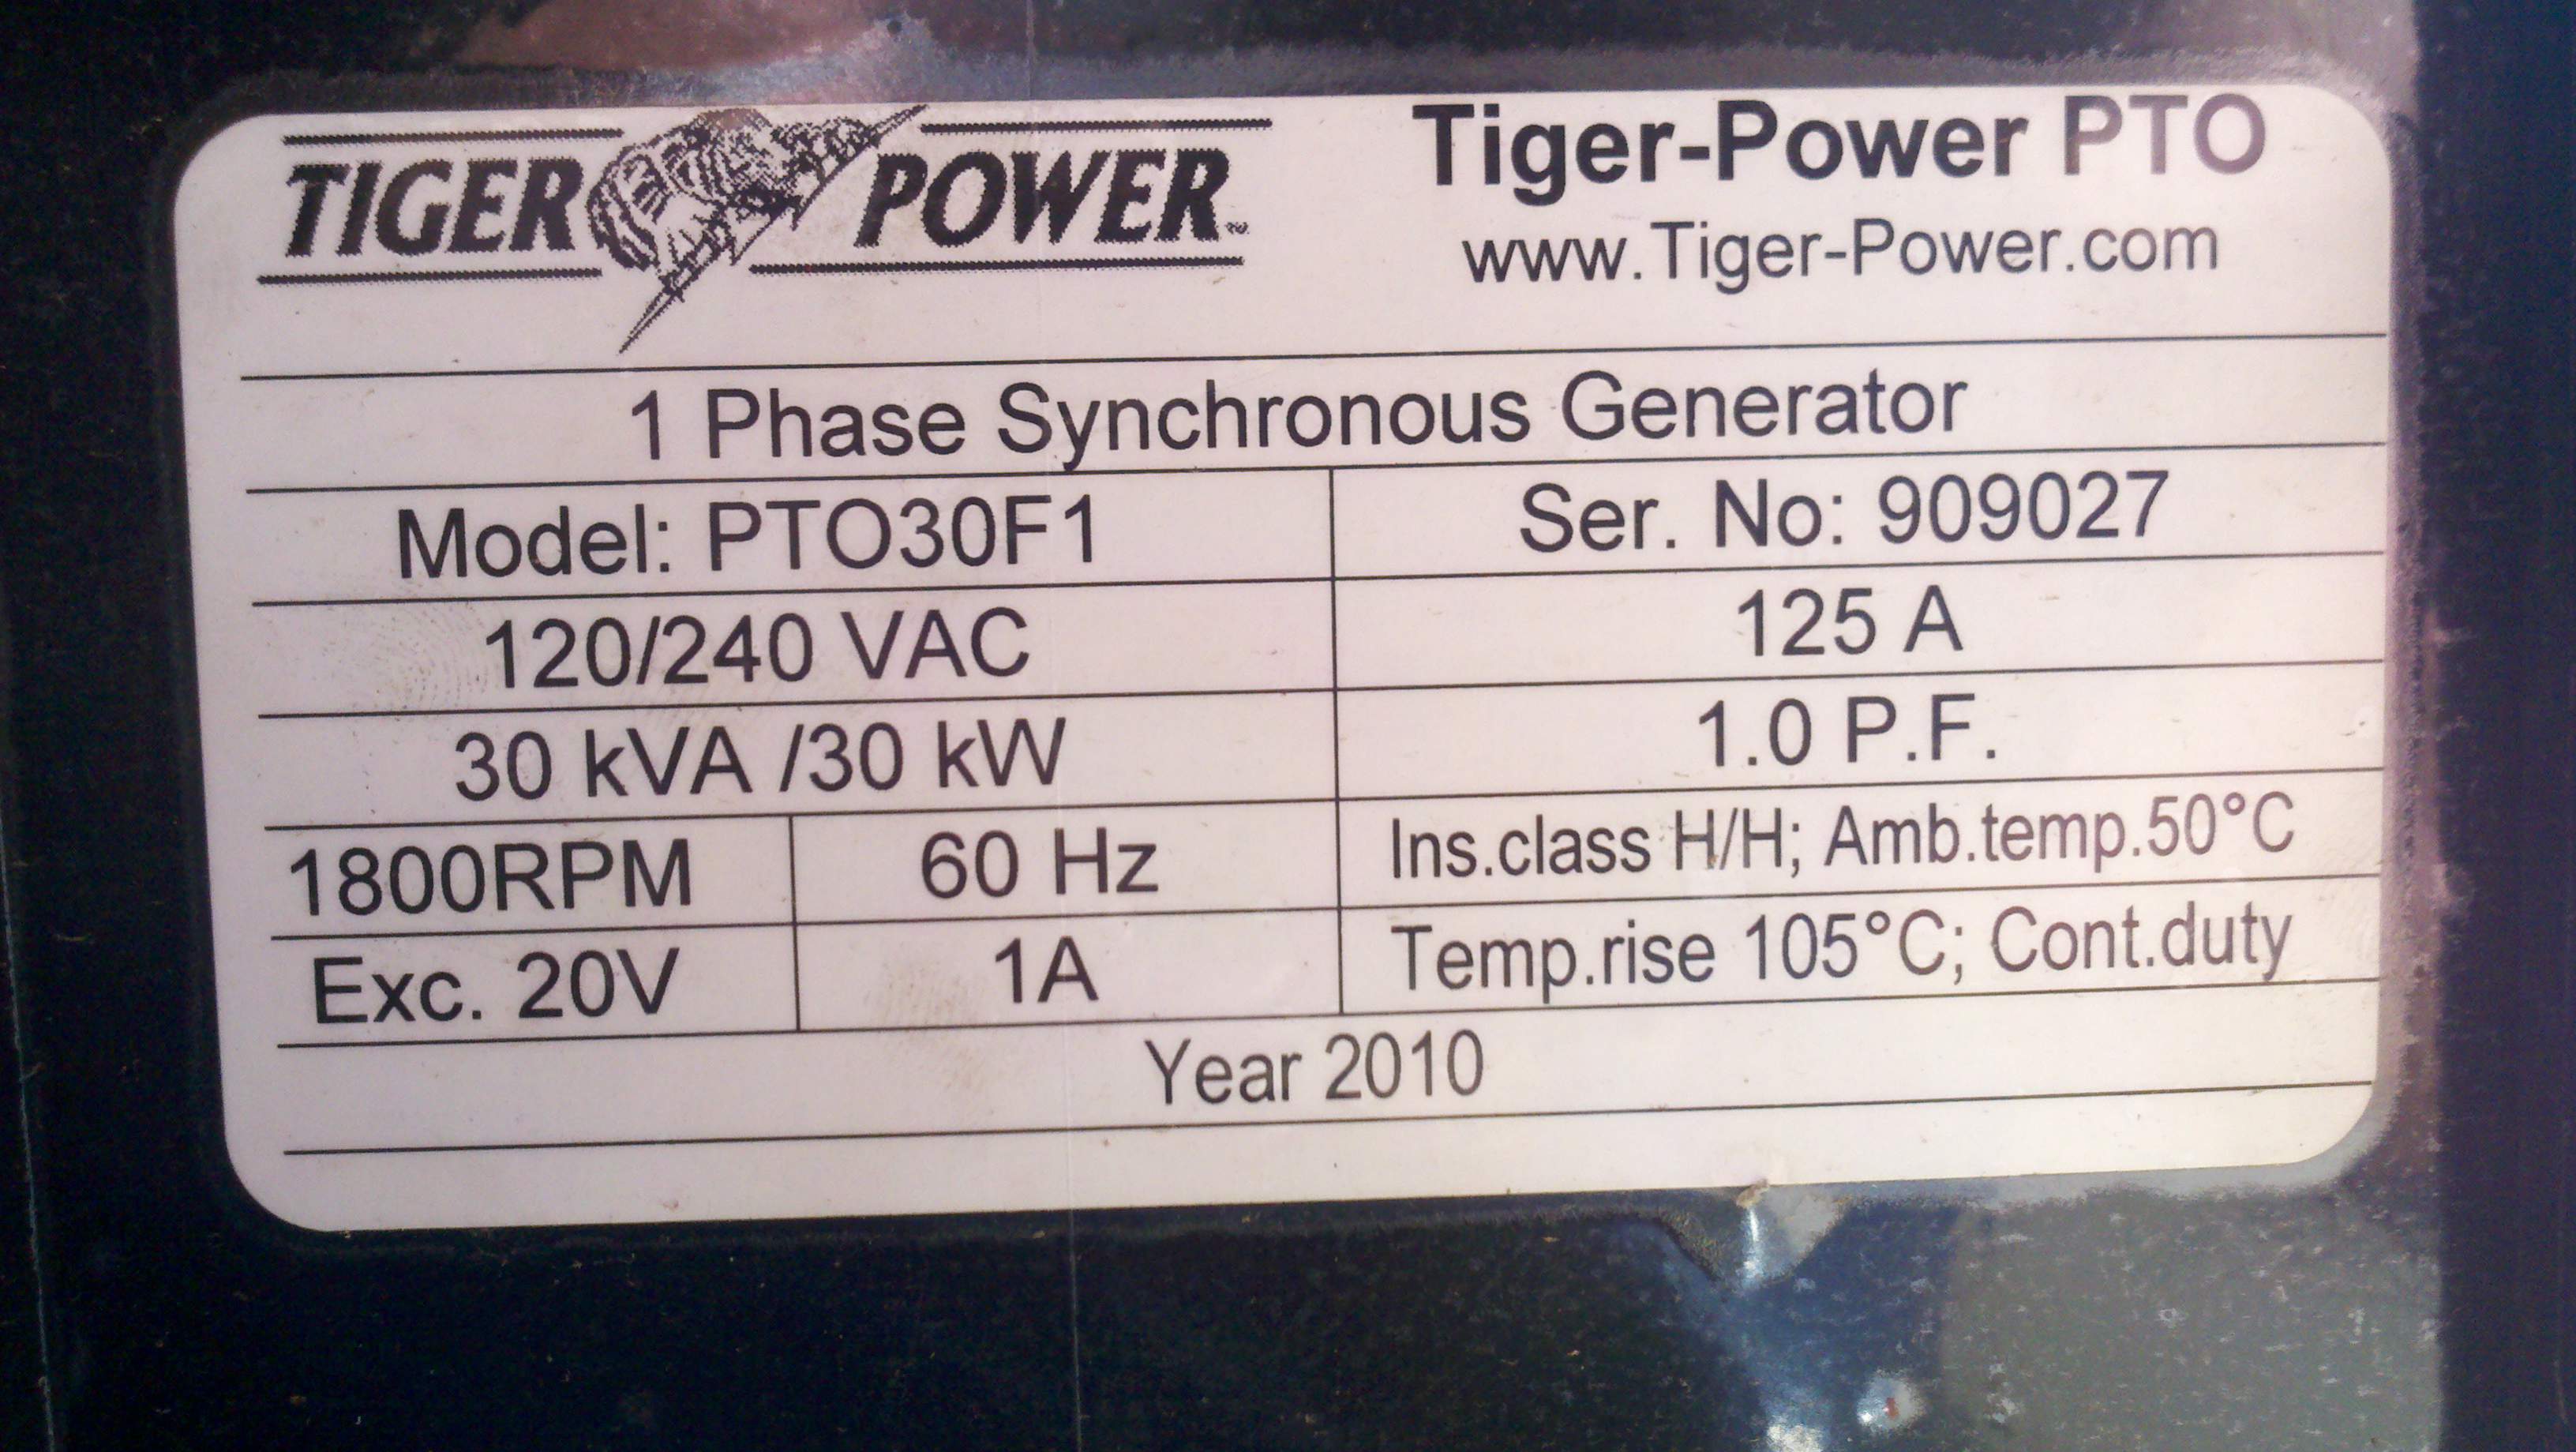 TIGER POWER™ Tiger-Power PTO
www.Tiger-Power.com
1 Phase Synchronous Generator
Model: PTO30F1 Ser. No: 909027
120/240 VAC 125 A
30 kVA /30 kW 1.0 P.F.
1800RPM 60 Hz Ins.class H/H; Amb.temp.50°C
Exc. 20V 1A Temp.rise 105°C; Cont.duty
Year 2010